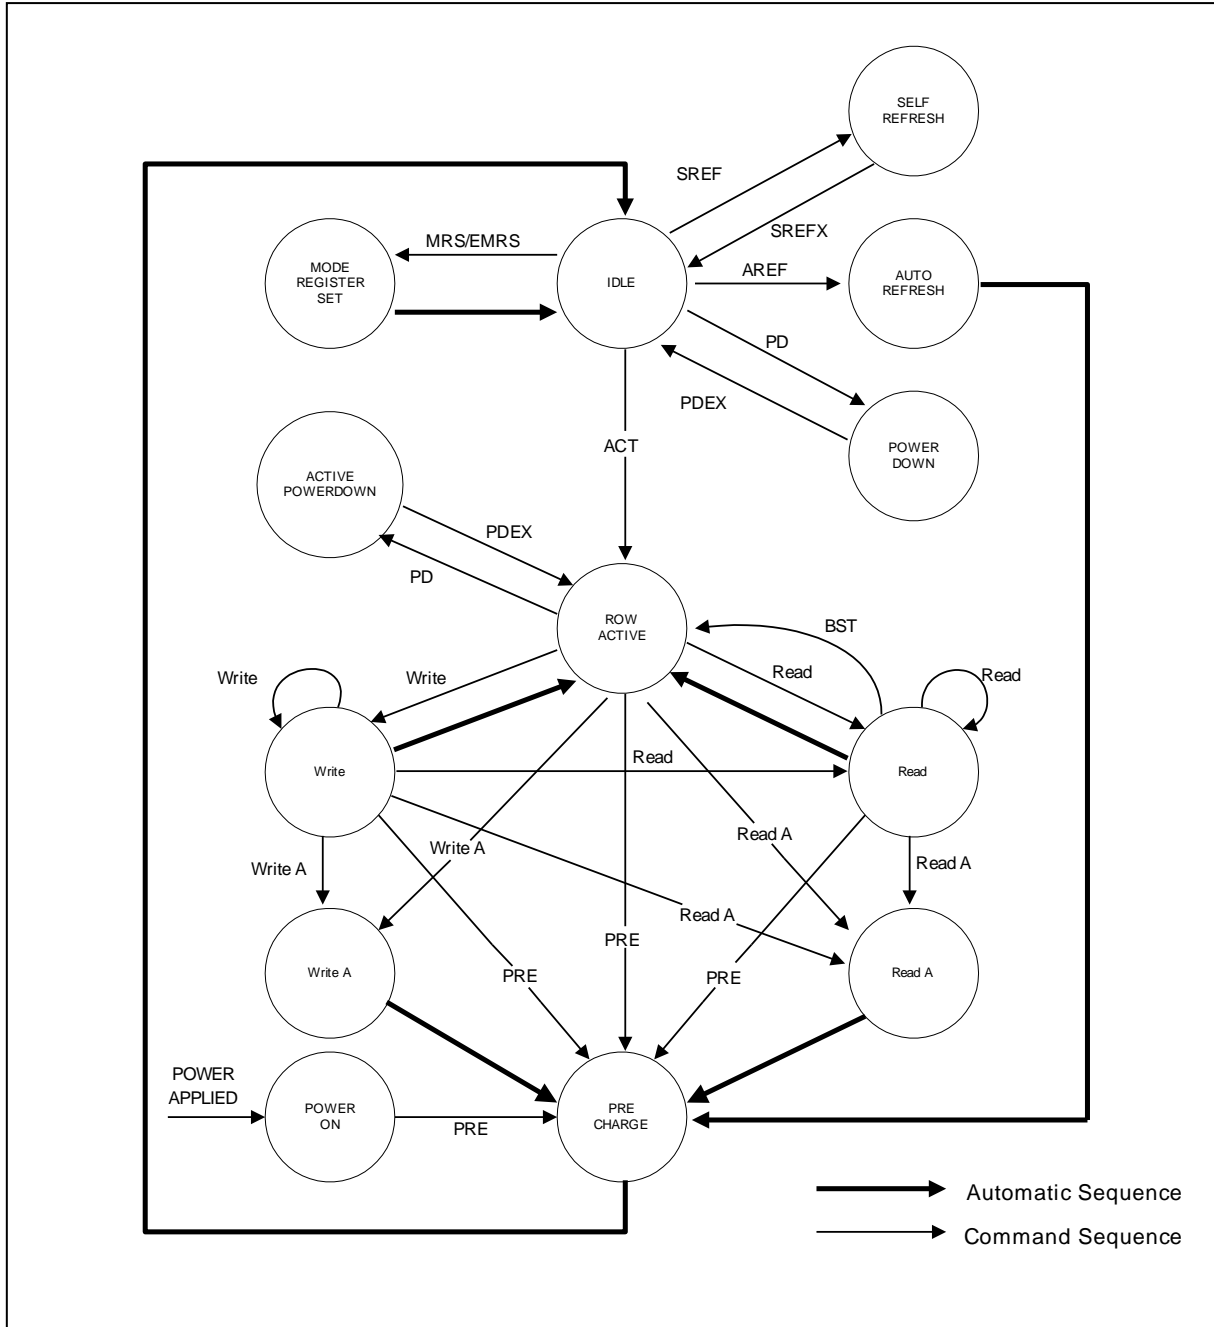 SELF
REFRESH
SREF
SREFX
MRS/EMRS
MODE
REGISTER
SET
IDLE
AREF
AUTO
REFRESH
PD
PDEX
POWER
DOWN
ACT
ACTIVE
POWERDOWN
PDEX
PD
ROW
ACTIVE
BST
Write
Write
Read
Read
Write
Read
Read
Write A
Write A
Read A
Read A
Read A
Write A
PRE
PRE
PRE
Read A
POWER
APPLIED
POWER
ON
PRE
PRE
CHARGE
Automatic Sequence
Command Sequence